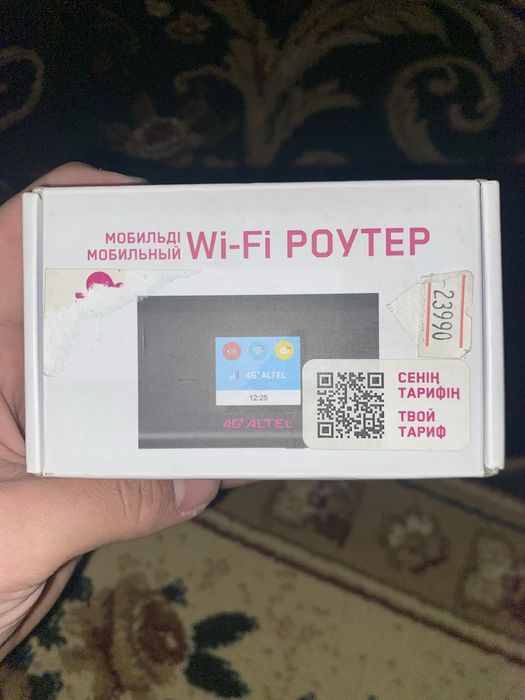 МОБИЛЬДІ
МОБИЛЬНЫЙ
Wi-Fi РОУТЕР
23990
4G+ ALTEL
12:25
4G+ ALTEL
СЕНІҢ
ТАРИФІҢ
ТВОЙ
ТАРИФ